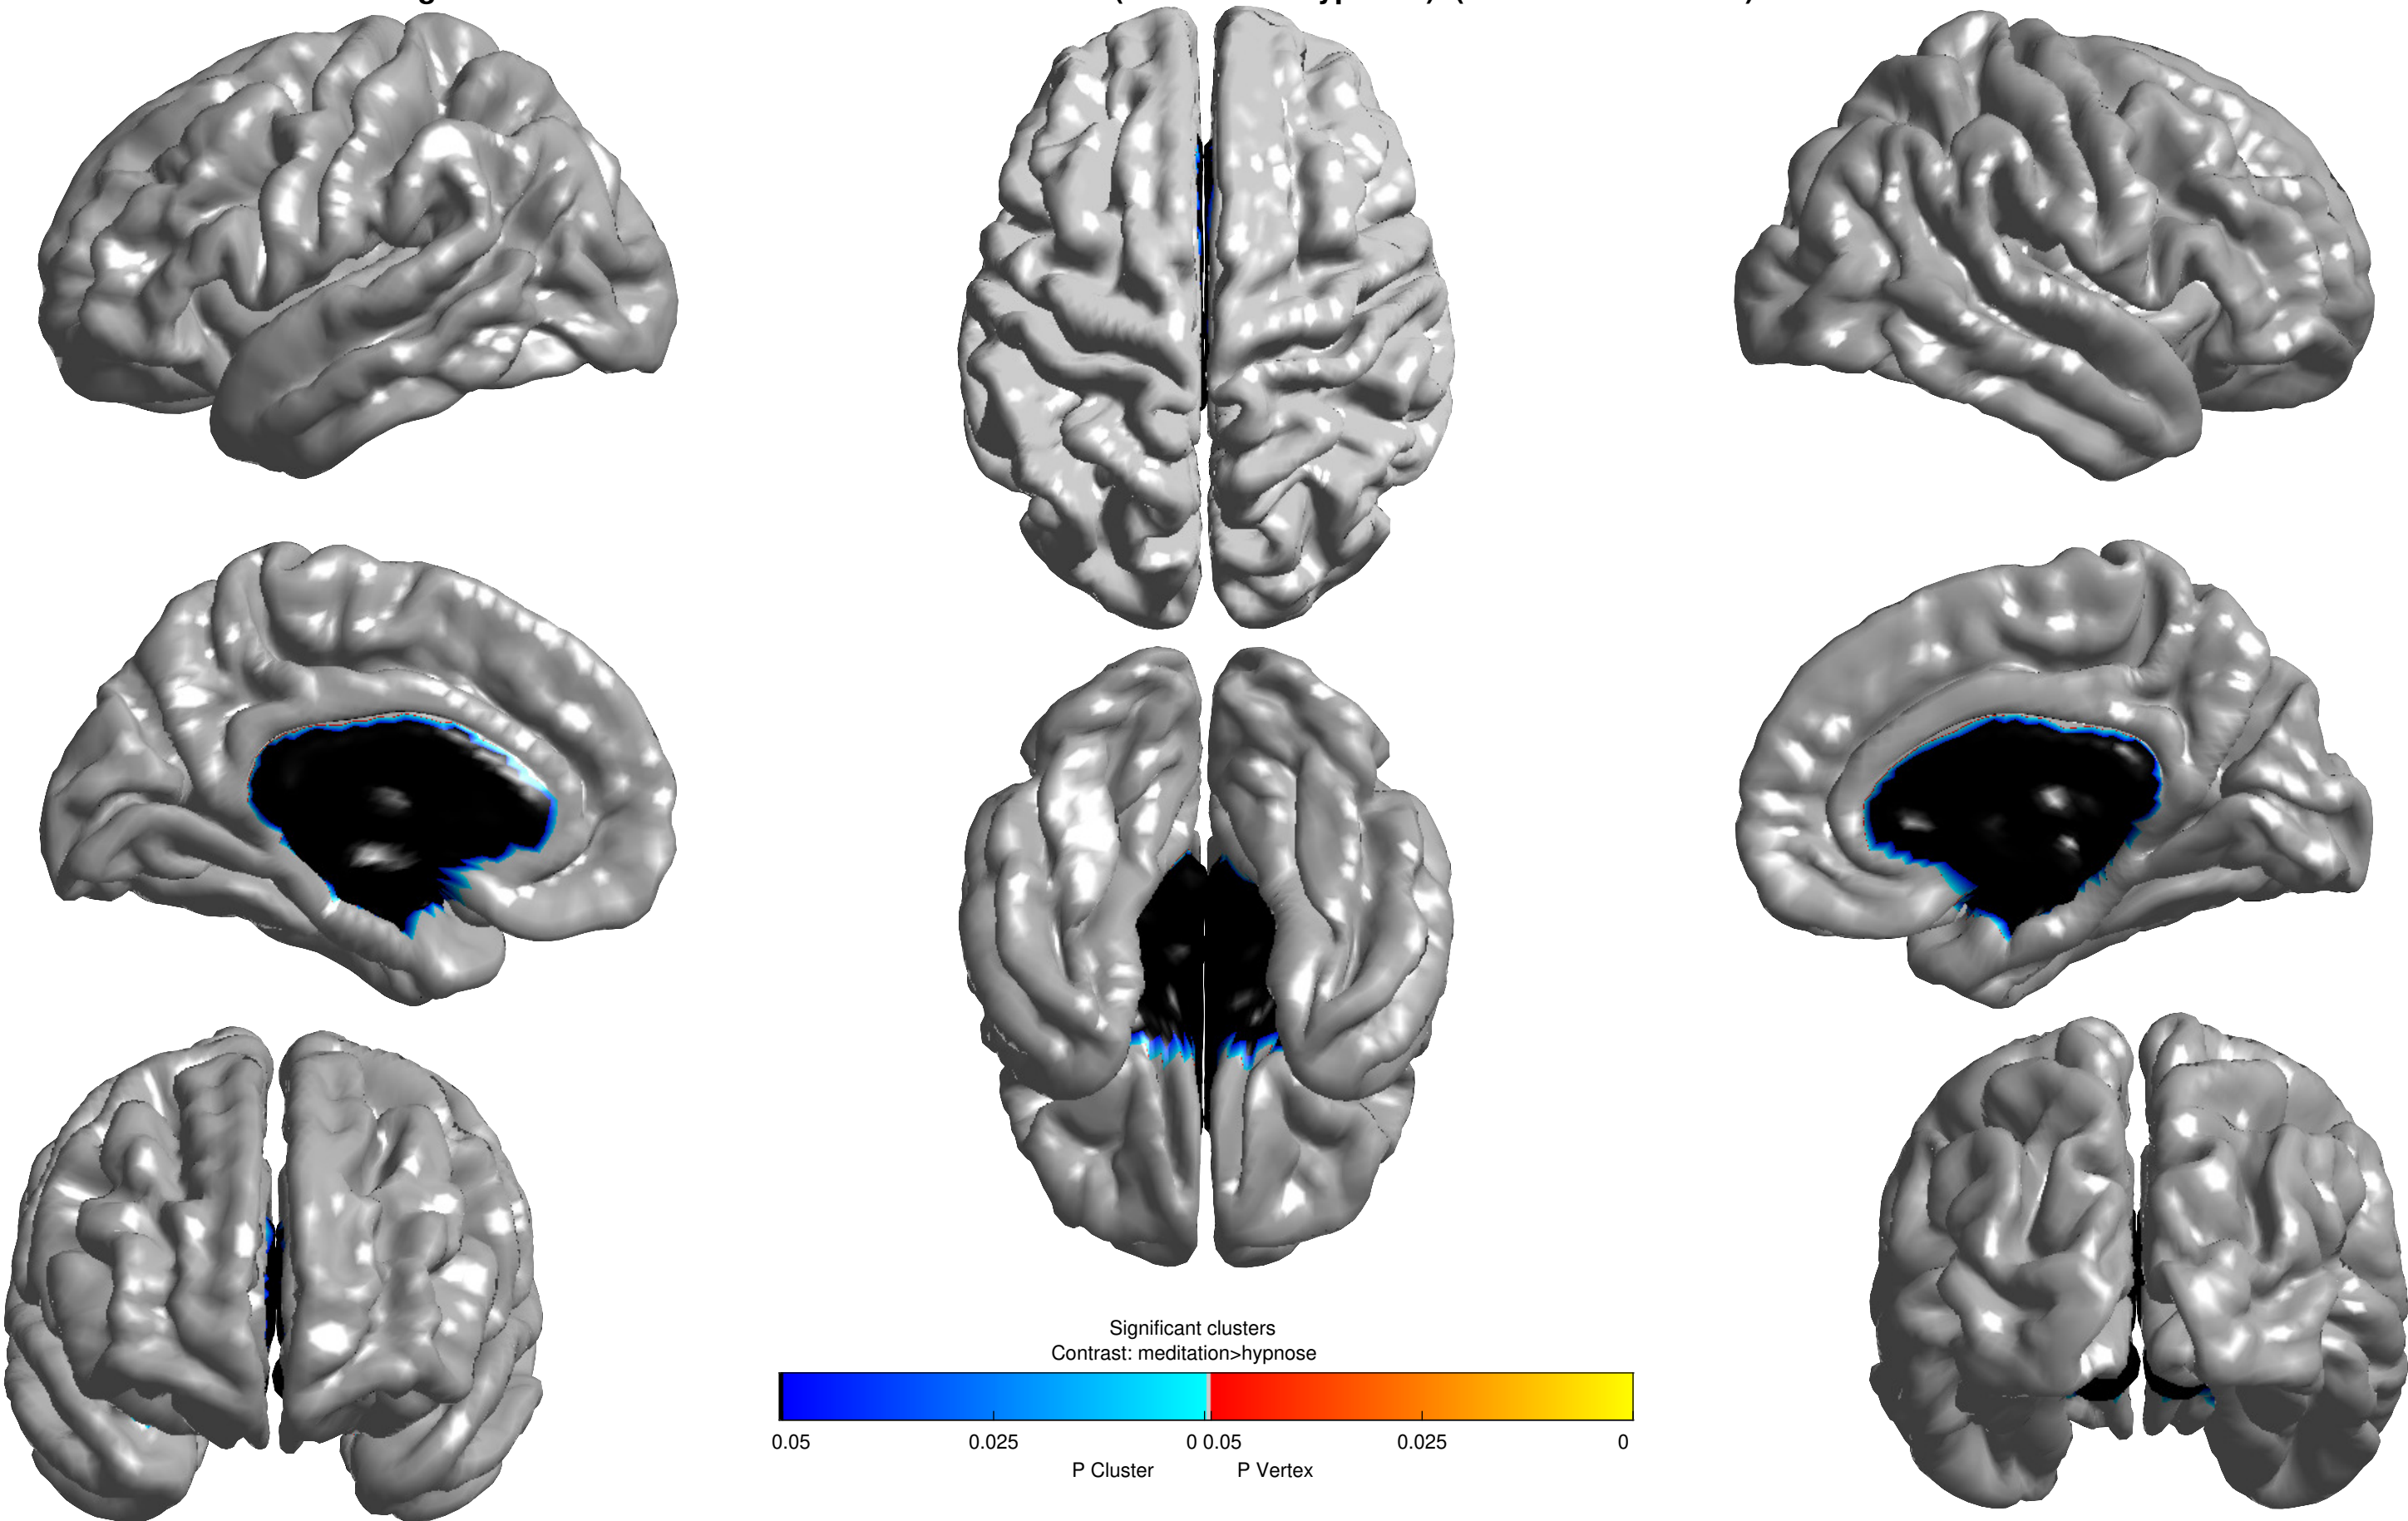 Significant clusters
Contrast: meditation>hypnose
0.05 0.025 0 0.05 0.025 0
P Cluster P Vertex